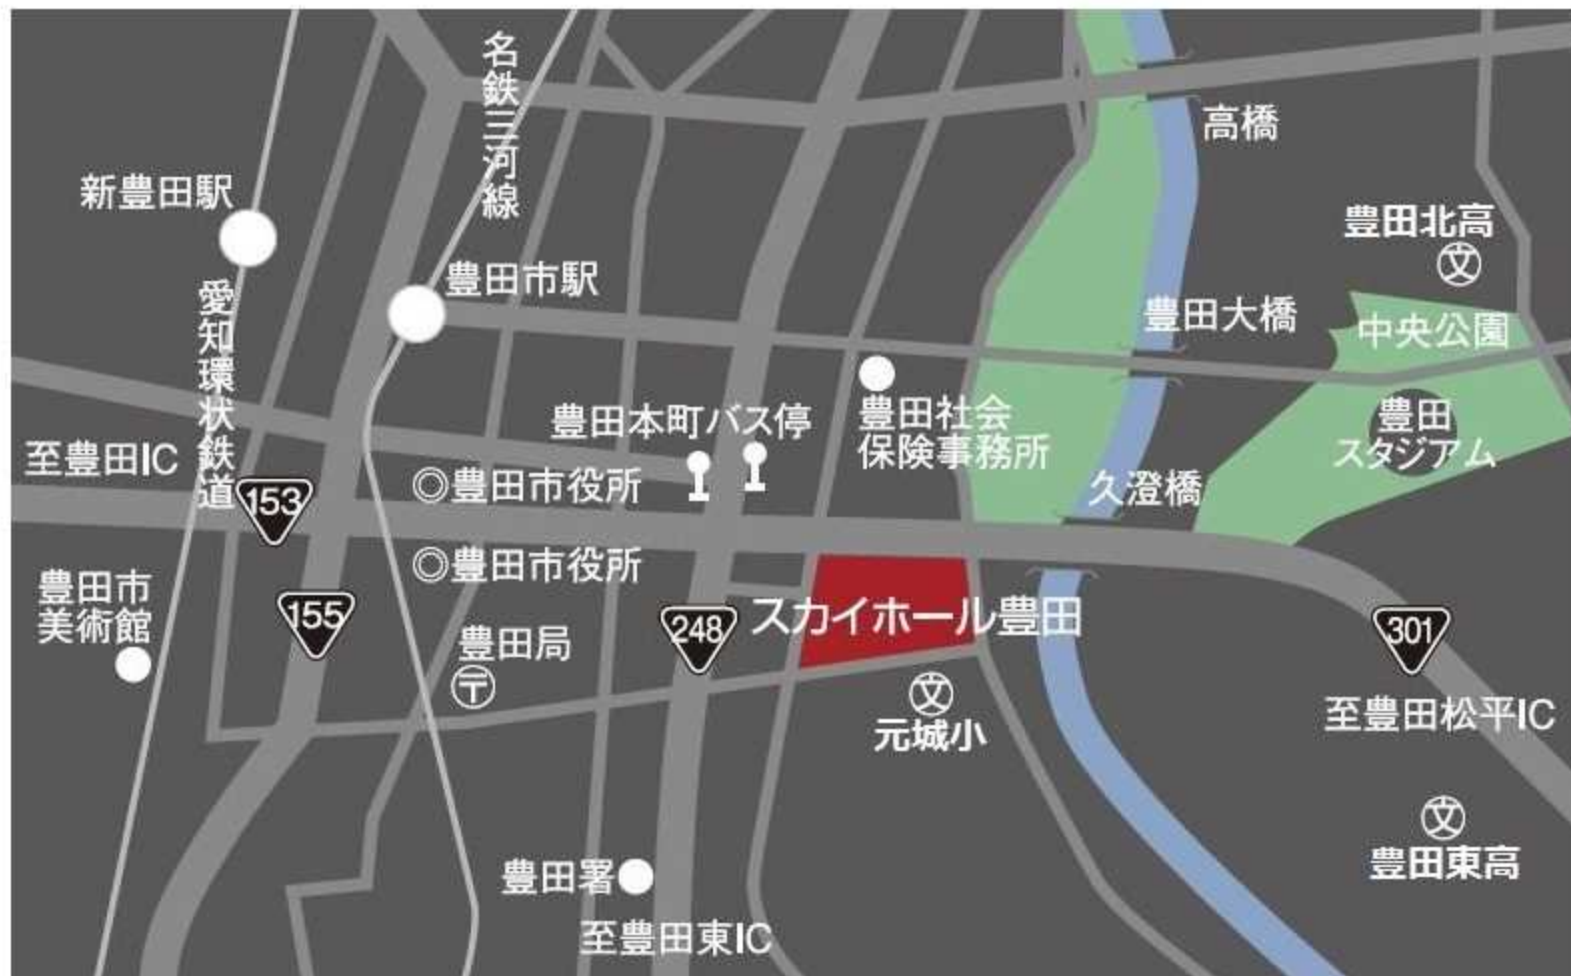 名鉄三河線
高橋
新豊田駅
豊田北高
文
豊田市駅
愛知環状鉄道
豊田大橋
中央公園
豊田本町バス停
豊田社会
保険事務所
豊田
スタジアム
至豊田IC
153
◎豊田市役所
久澄橋
◎豊田市役所
豊田市
美術館
155
248
スカイホール豊田
301
豊田局
〒
文
元城小
至豊田松平IC
文
豊田東高
豊田署
至豊田東IC